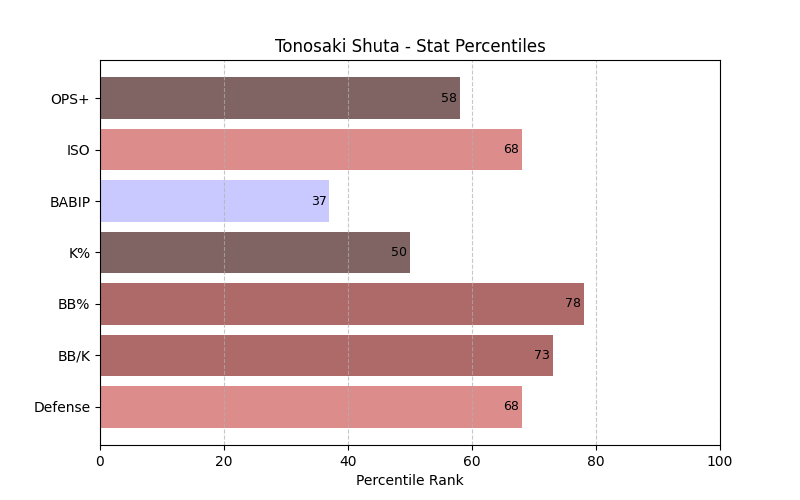 Tonosaki Shuta - Stat Percentiles
OPS+ 58
ISO 68
BABIP 37
K% 50
BB% 78
BB/K 73
Defense 68
0 20 40 60 80 100
Percentile Rank